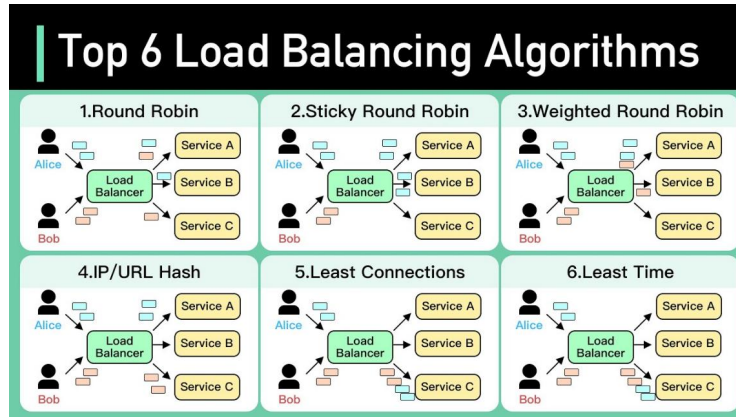 Top 6 Load Balancing Algorithms
1.Round Robin
Alice
Bob
Load
Balancer
Service A
Service B
Service C
2.Sticky Round Robin
Alice
Bob
Load
Balancer
Service A
Service B
Service C
3.Weighted Round Robin
Alice
Bob
Load
Balancer
Service A
Service B
Service C
4.IP/URL Hash
Alice
Bob
Load
Balancer
Service A
Service B
Service C
5.Least Connections
Alice
Bob
Load
Balancer
Service A
Service B
Service C
6.Least Time
Alice
Bob
Load
Balancer
Service A
Service B
Service C